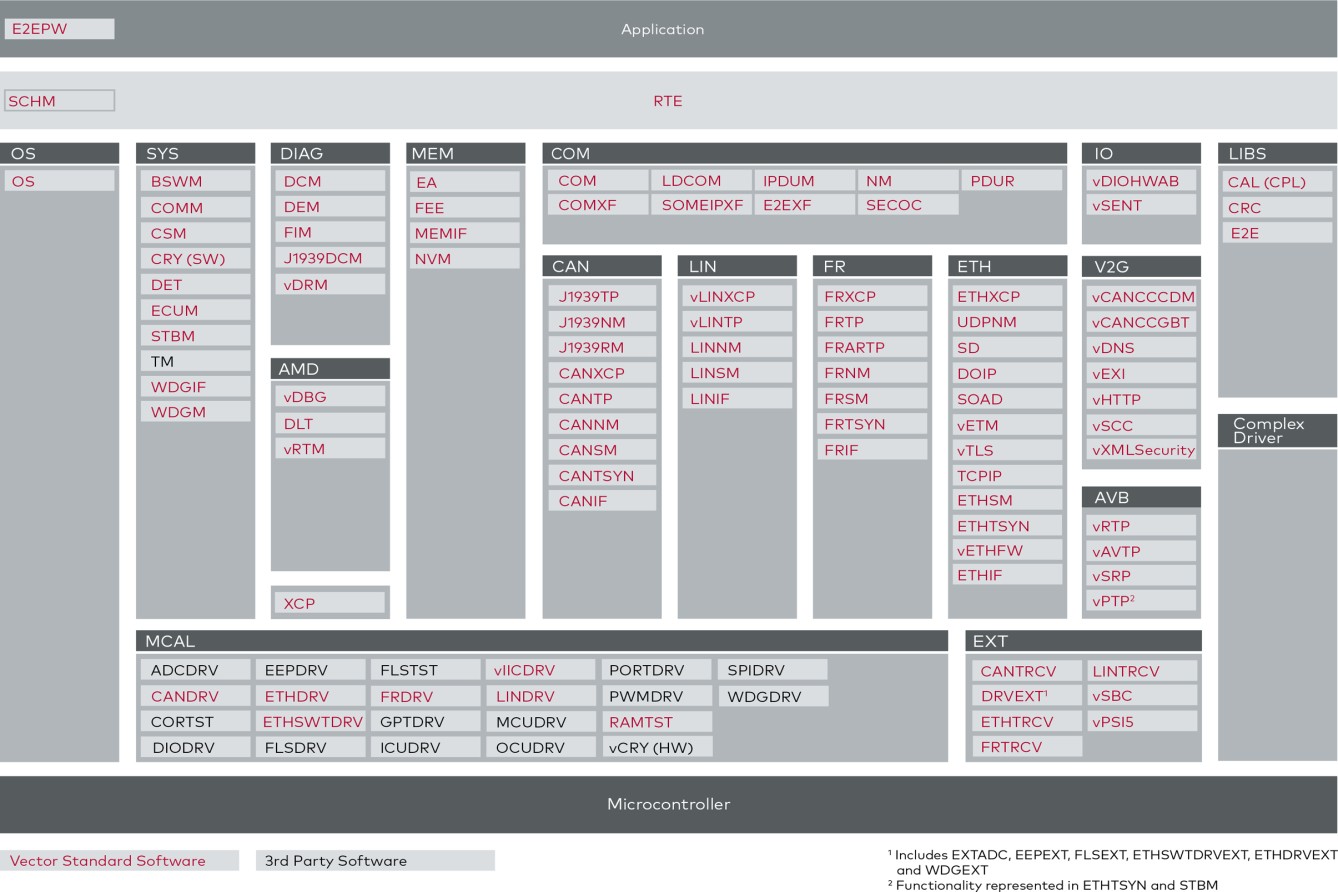 E2EPW
Application
SCHM
RTE
OS
OS
SYS
BSWM
COMM
CSM
CRY (SW)
DET
ECUM
STBM
TM
WDGIF
WDGM
DIAG
DCM
DEM
FIM
J1939DCM
vDRM
AMD
vDBG
DLT
vRTM
XCP
MEM
EA
FEE
MEMIF
NVM
COM
COM LDCOM IPDUM NM PDUR
COMXF SOMEIPXF E2EXF SECOC
CAN
J1939TP
J1939NM
J1939RM
CANXCP
CANTP
CANNM
CANSM
CANTSYN
CANIF
LIN
vLINXCP
vLINTP
LINNM
LINSM
LINIF
FR
FRXCP
FRTP
FRARTP
FRNM
FRSM
FRTSYN
FRIF
ETH
ETHXCP
UDPNM
SD
DOIP
SOAD
vETM
vTLS
TCPIP
ETHSM
ETHTSYN
vETHFW
ETHIF
IO
vDIOHWAB
vSENT
V2G
vCANCCCDM
vCANCCGBT
vDNS
vEXI
vHTTP
vSCC
vXMLSecurity
AVB
vRTP
vAVTP
vSRP
vPTP²
LIBS
CAL (CPL)
CRC
E2E
Complex
Driver
MCAL
ADCDRV EEPDRV FLSTST vIICDRV PORTDRV SPIDRV
CANDRV ETHDRV FRDRV LINDRV PWMDRV WDGDRV
CORTST ETHSWTDRV GPTDRV MCUDRV RAMTST
DIODRV FLSDRV ICUDRV OCUDRV vCRY (HW)
EXT
CANTRCV LINTRCV
DRVEXT¹ vSBC
ETHTRCV vPSI5
FRTRCV
Microcontroller
Vector Standard Software
3rd Party Software
¹ Includes EXTADC, EEPEXT, FLSEXT, ETHSWTDRVEXT, ETHDRVEXT
and WDGEXT
² Functionality represented in ETHTSYN and STBM